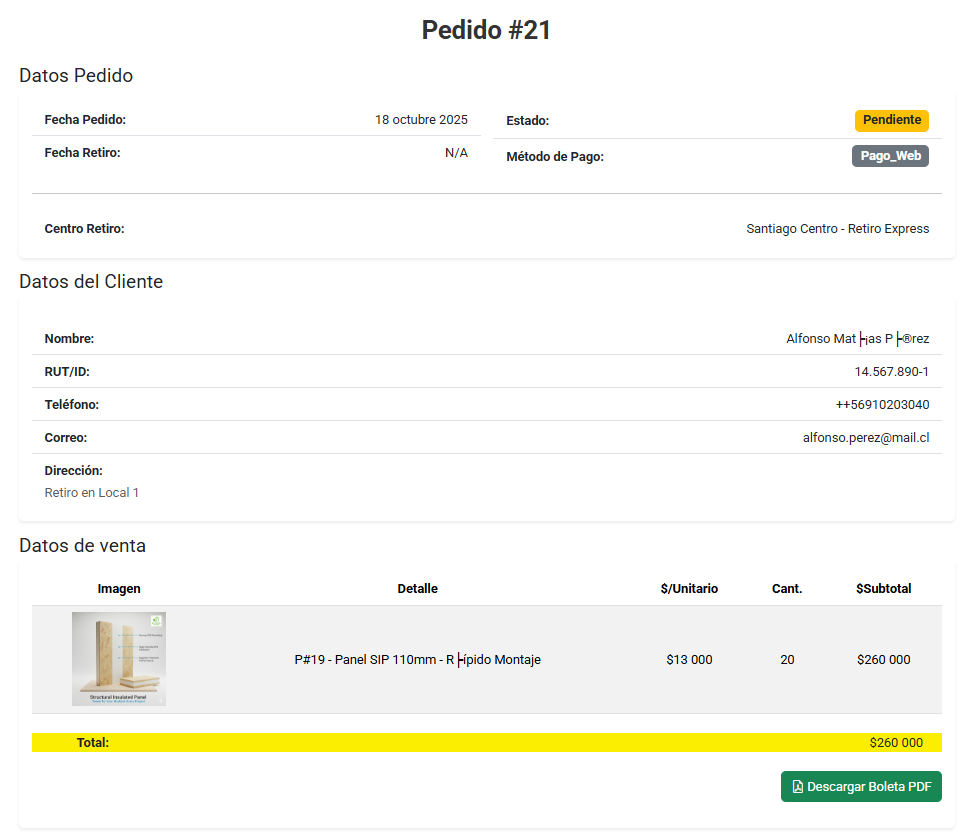 Pedido #21
Datos Pedido
Fecha Pedido: 18 octubre 2025
Estado: Pendiente
Fecha Retiro: N/A
Método de Pago: Pago_Web
Centro Retiro: Santiago Centro - Retiro Express
Datos del Cliente
Nombre: Alfonso Mat├¡as P├®rez
RUT/ID: 14.567.890-1
Teléfono: ++56910203040
Correo: alfonso.perez@mail.cl
Dirección:
Retiro en Local 1
Datos de venta
Imagen Detalle $/Unitario Cant. $Subtotal
Structural Insulated Panel
P#19 - Panel SIP 110mm - R├ípido Montaje $13 000 20 $260 000
Total: $260 000
Descargar Boleta PDF